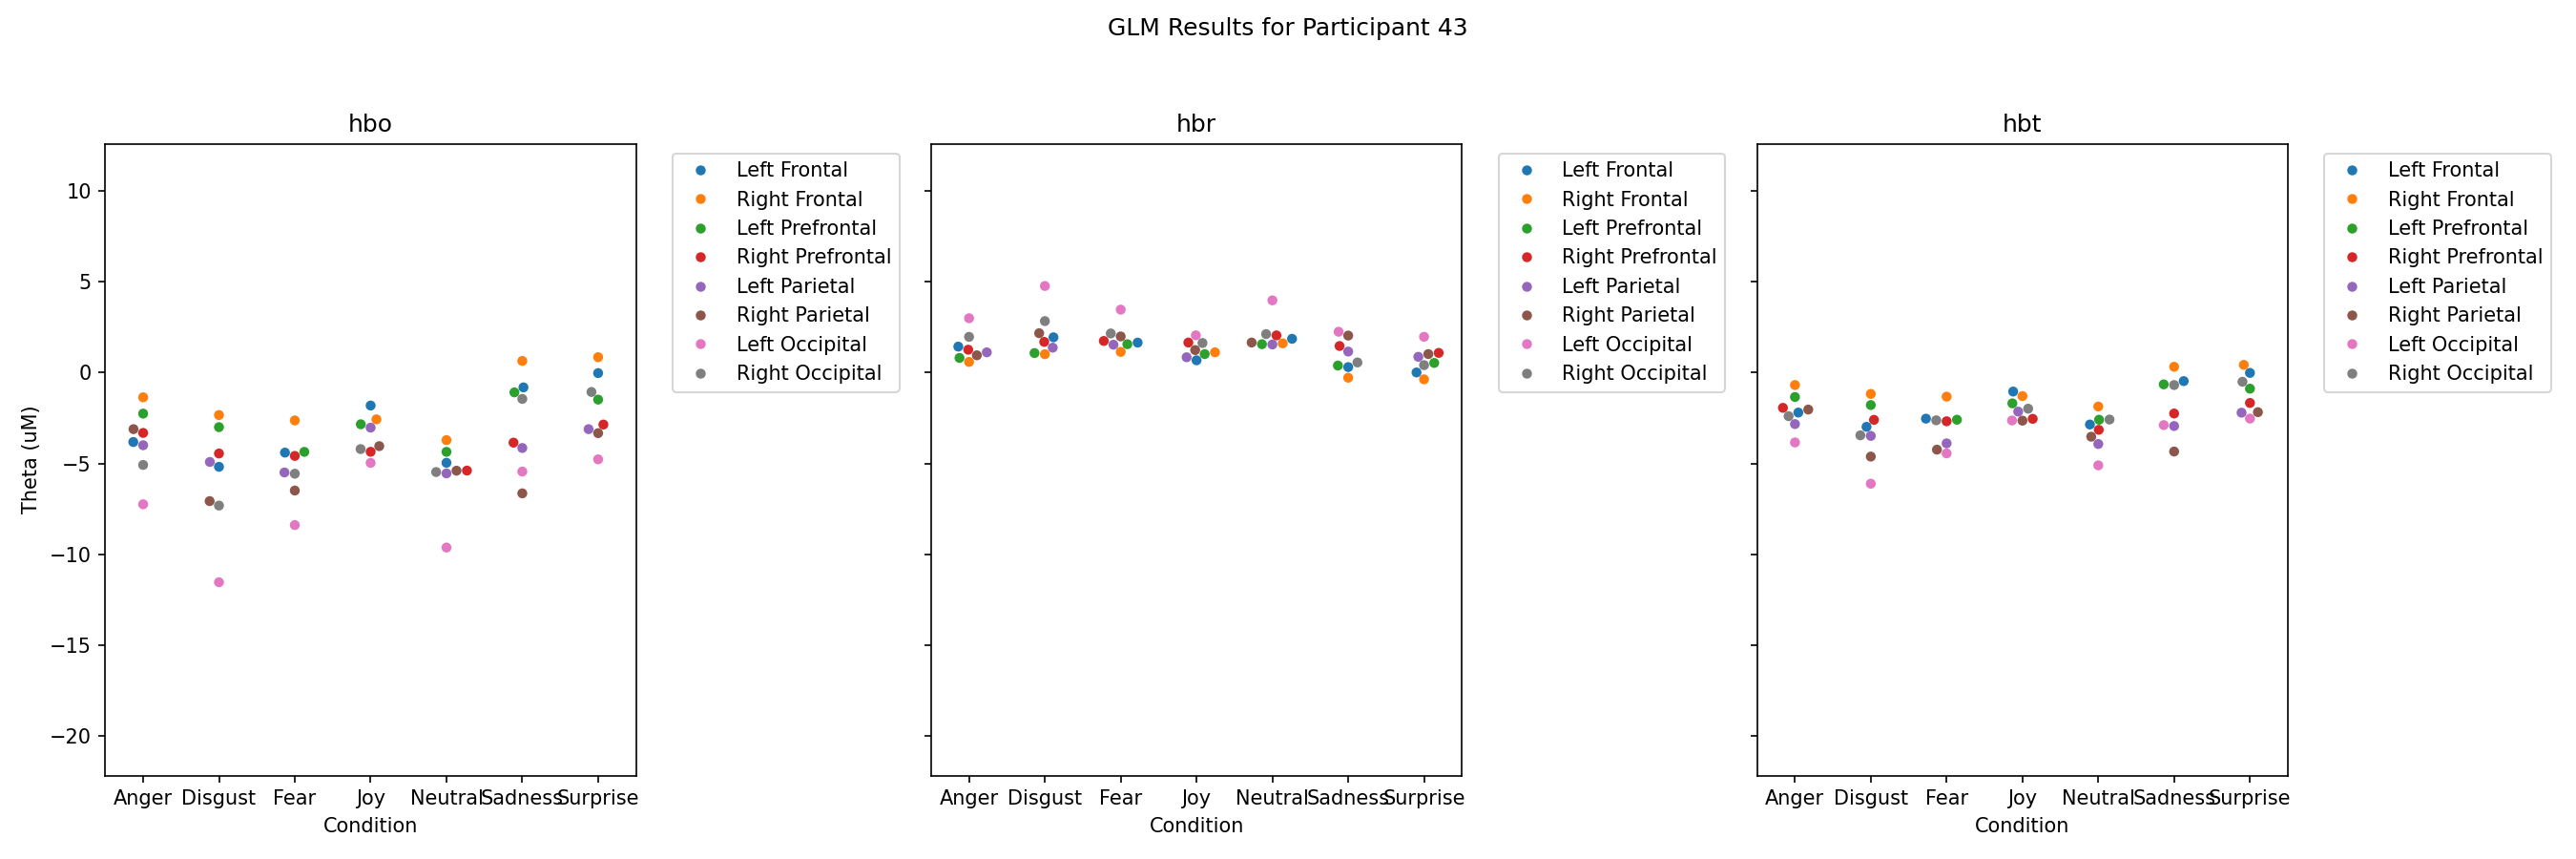 GLM Results for Participant 43
hbo
Theta (uM)
10
5
0
−5
−10
−15
−20
Anger Disgust Fear Joy Neutral Sadness Surprise
Condition
Left Frontal
Right Frontal
Left Prefrontal
Right Prefrontal
Left Parietal
Right Parietal
Left Occipital
Right Occipital
hbr
Anger Disgust Fear Joy Neutral Sadness Surprise
Condition
Left Frontal
Right Frontal
Left Prefrontal
Right Prefrontal
Left Parietal
Right Parietal
Left Occipital
Right Occipital
hbt
Anger Disgust Fear Joy Neutral Sadness Surprise
Condition
Left Frontal
Right Frontal
Left Prefrontal
Right Prefrontal
Left Parietal
Right Parietal
Left Occipital
Right Occipital